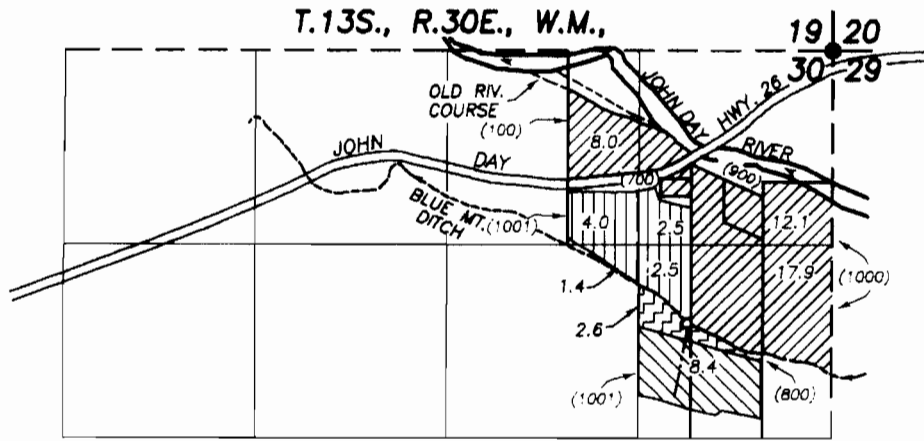 T.13S., R.30E., W.M.,
19 20
30 29
OLD RIV.
COURSE
(100)
JOHN DAY
HWY. 26
RIVER
8.0
JOHN
DAY
(700)
(900)
BLUE MT.
DITCH
(1001)
4.0
2.5
12.1
1.4
2.5
17.9
(1000)
2.6
8.4
(1001)
(800)